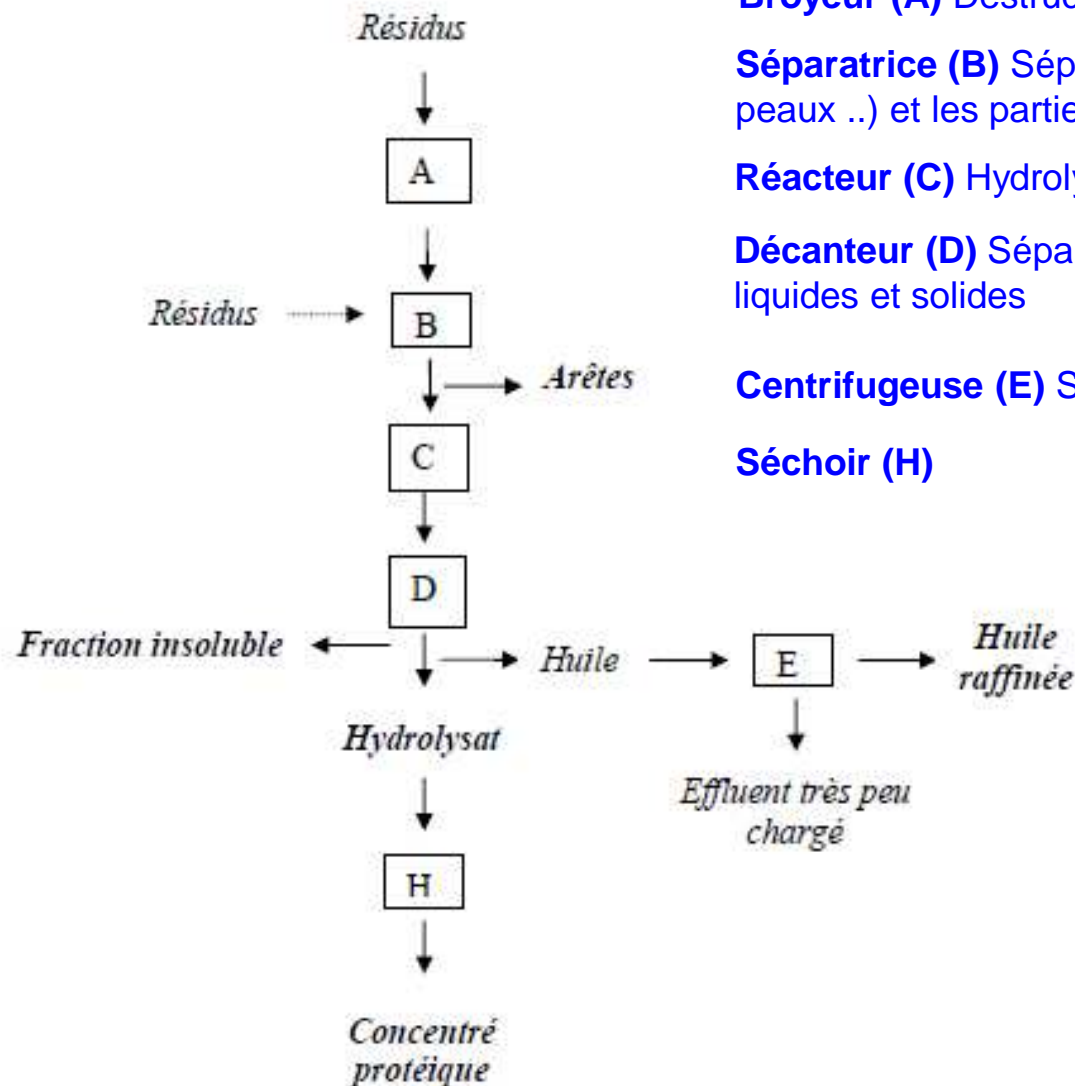 Résidus
Broyeur (A)
Séparatrice (B)
peaux ..) et les
A
Réacteur (C)
Décanteur (D)
liquides et solides
Résidus
B
Arêtes
Centrifugeuse (E)
Séchoir (H)
C
D
Fraction insoluble
Huile
E
Huile
raffinée
Hydrolysat
Effluent très peu
chargé
H
Concentré
protéique